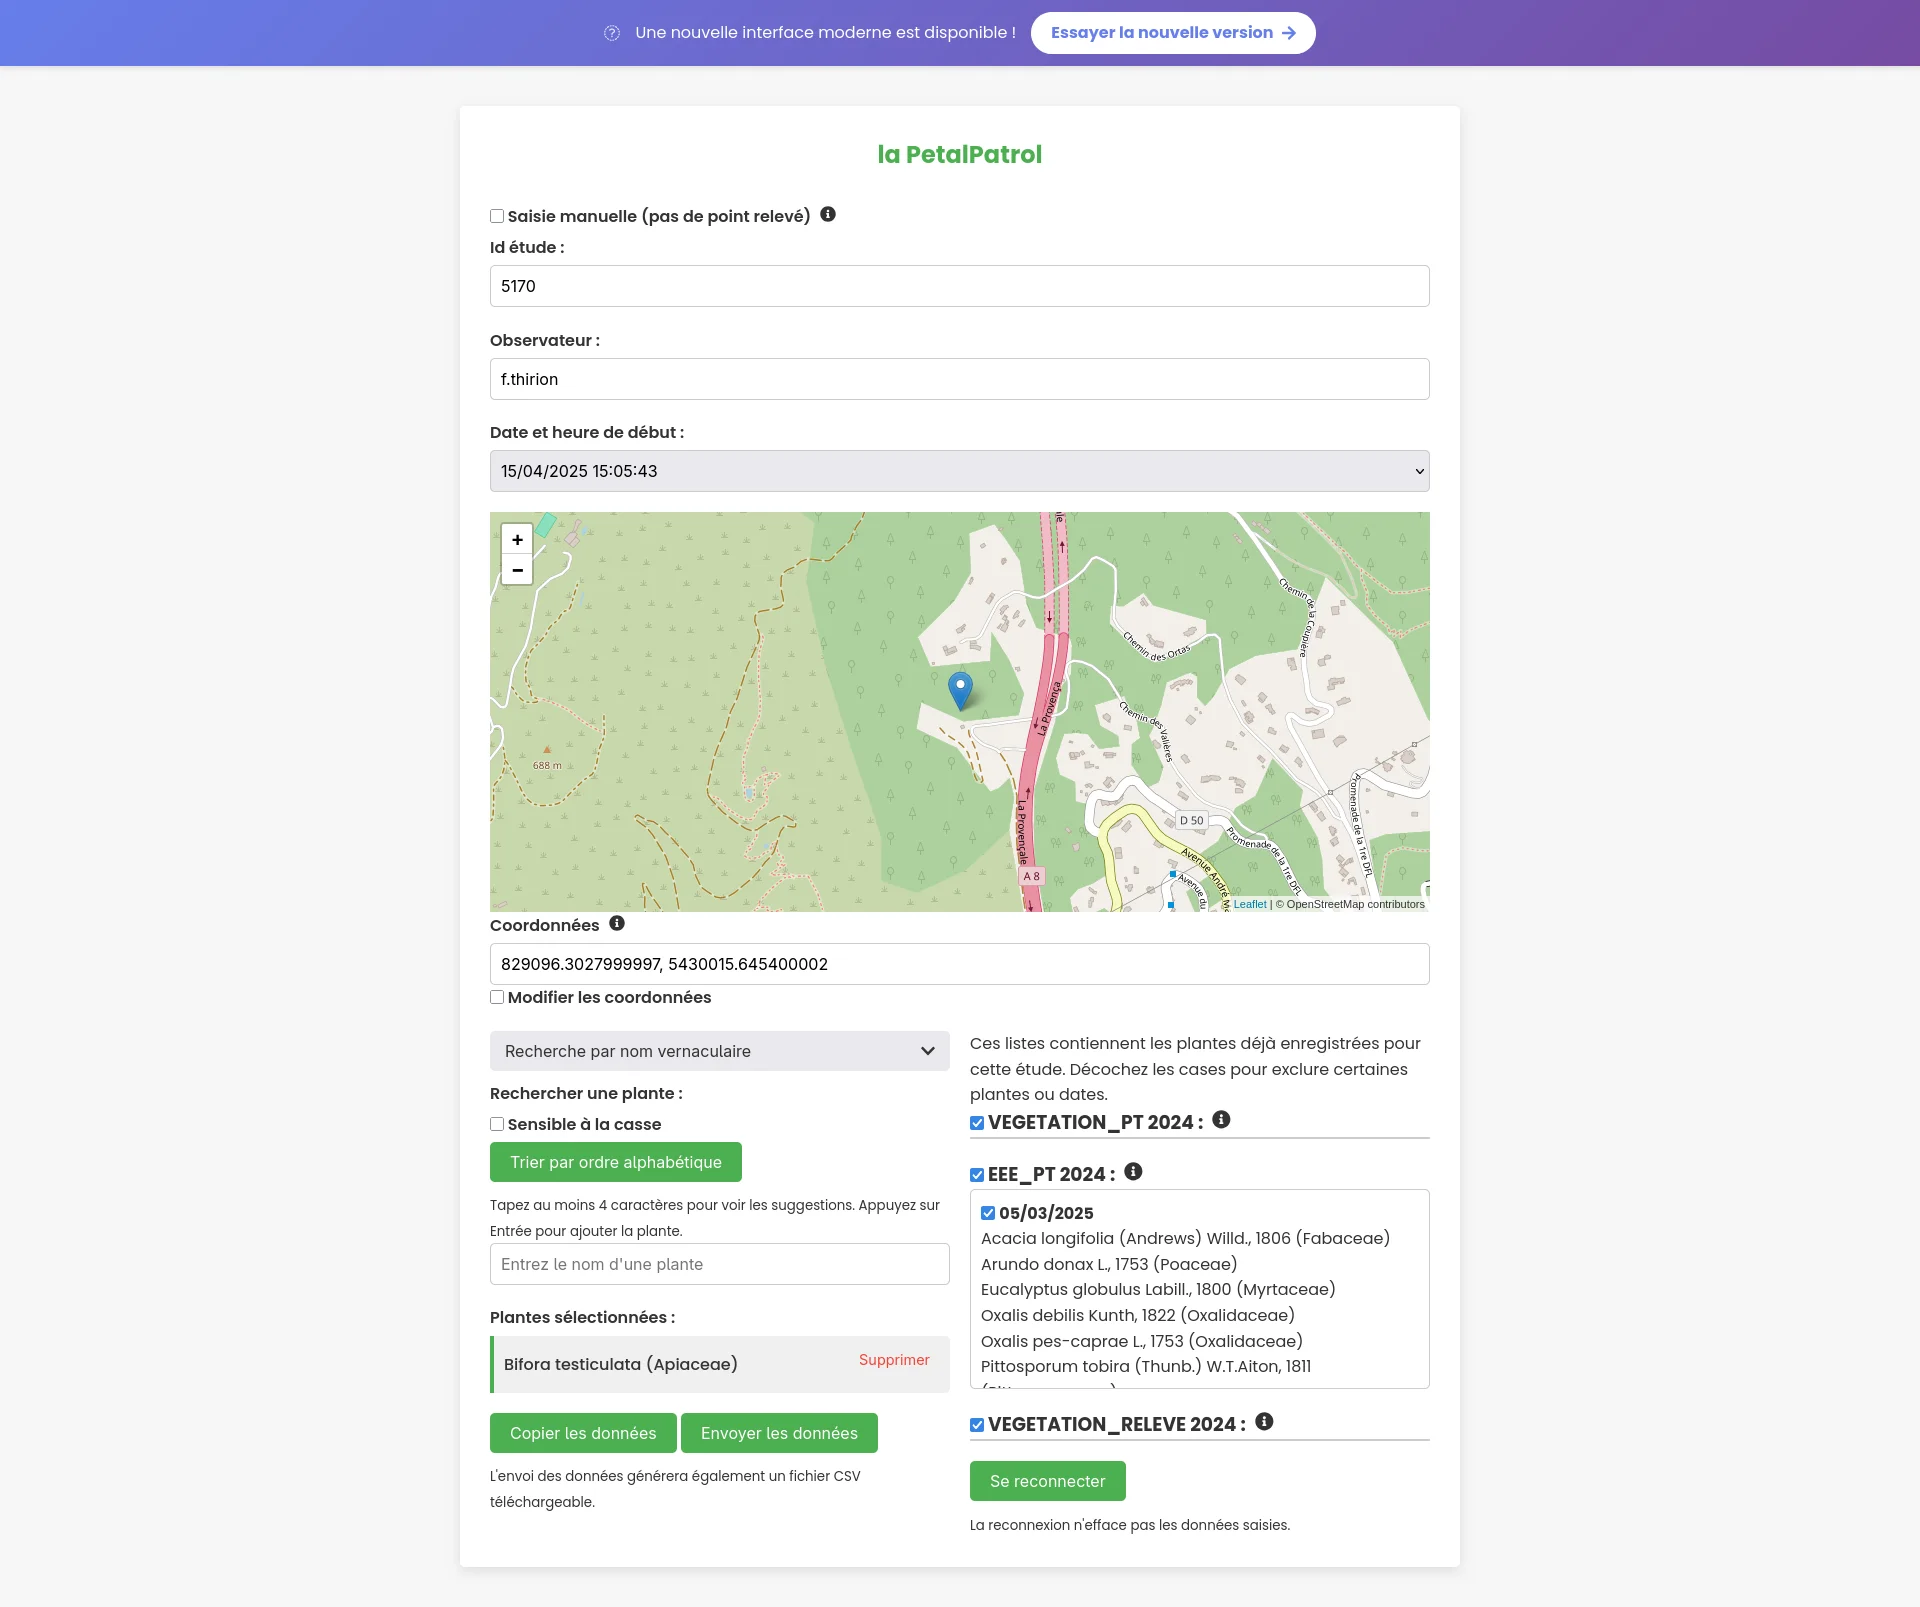 Une nouvelle interface moderne est disponible !
Essayer la nouvelle version →
la PetalPatrol
Saisie manuelle (pas de point relevé)
Id étude :
5170
Observateur :
f.thirion
Date et heure de début :
15/04/2025 15:05:43
+
−
688 m
La Provença
La Provençale
A 8
Chemin des Ortas
Chemin de la Coupière
Chemin des Valières
D 50
Promenade de la 1re DFL
Promenade de la 1re DFL
Avenue André Mo
Avenue du
Leaflet | © OpenStreetMap contributors
Coordonnées
829096.3027999997, 5430015.645400002
Modifier les coordonnées
Recherche par nom vernaculaire
Rechercher une plante :
Sensible à la casse
Trier par ordre alphabétique
Tapez au moins 4 caractères pour voir les suggestions. Appuyez sur
Entrée pour ajouter la plante.
Entrez le nom d'une plante
Plantes sélectionnées :
Bifora testiculata (Apiaceae)
Supprimer
Copier les données
Envoyer les données
L'envoi des données générera également un fichier CSV
téléchargeable.
Ces listes contiennent les plantes déjà enregistrées pour
cette étude. Décochez les cases pour exclure certaines
plantes ou dates.
VEGETATION_PT 2024 :
EEE_PT 2024 :
05/03/2025
Acacia longifolia (Andrews) Willd., 1806 (Fabaceae)
Arundo donax L., 1753 (Poaceae)
Eucalyptus globulus Labill., 1800 (Myrtaceae)
Oxalis debilis Kunth, 1822 (Oxalidaceae)
Oxalis pes-caprae L., 1753 (Oxalidaceae)
Pittosporum tobira (Thunb.) W.T.Aiton, 1811
VEGETATION_RELEVE 2024 :
Se reconnecter
La reconnexion n'efface pas les données saisies.